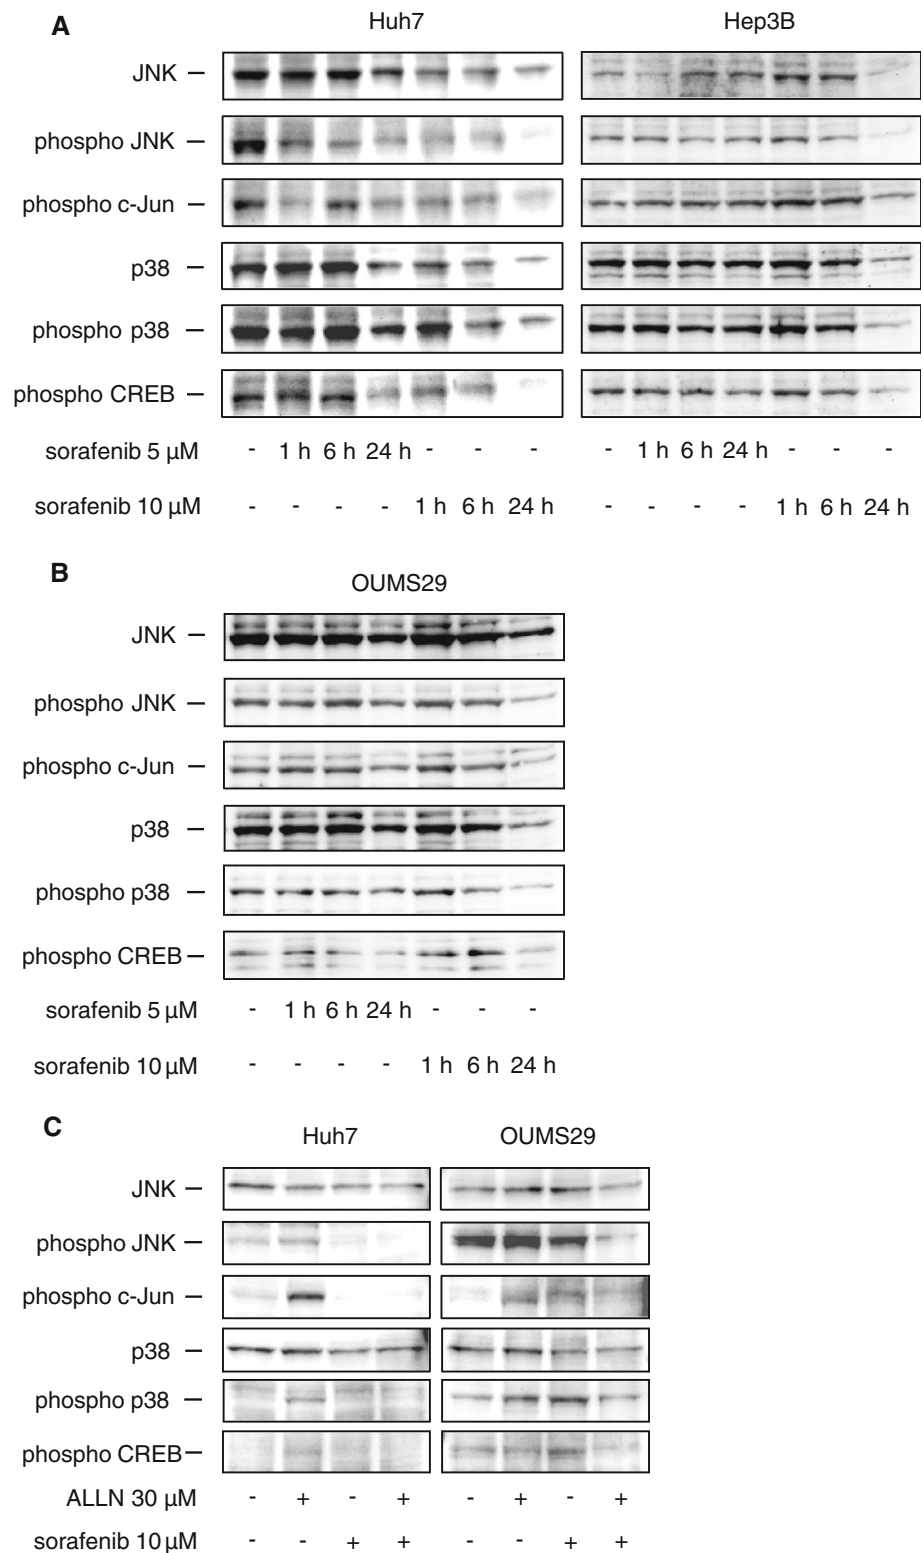 A
Huh7 Hep3B
JNK –
phospho JNK –
phospho c-Jun –
p38 –
phospho p38 –
phospho CREB –
sorafenib 5 µM - 1 h 6 h 24 h - - - - 1 h 6 h 24 h - - -
sorafenib 10 µM - - - - 1 h 6 h 24 h - - - - 1 h 6 h 24 h
B
OUMS29
JNK –
phospho JNK –
phospho c-Jun –
p38 –
phospho p38 –
phospho CREB –
sorafenib 5 µM - 1 h 6 h 24 h - - -
sorafenib 10 µM - - - - 1 h 6 h 24 h
C
Huh7 OUMS29
JNK –
phospho JNK –
phospho c-Jun –
p38 –
phospho p38 –
phospho CREB –
ALLN 30 µM - + - + - + - +
sorafenib 10 µM - - + + - - + +